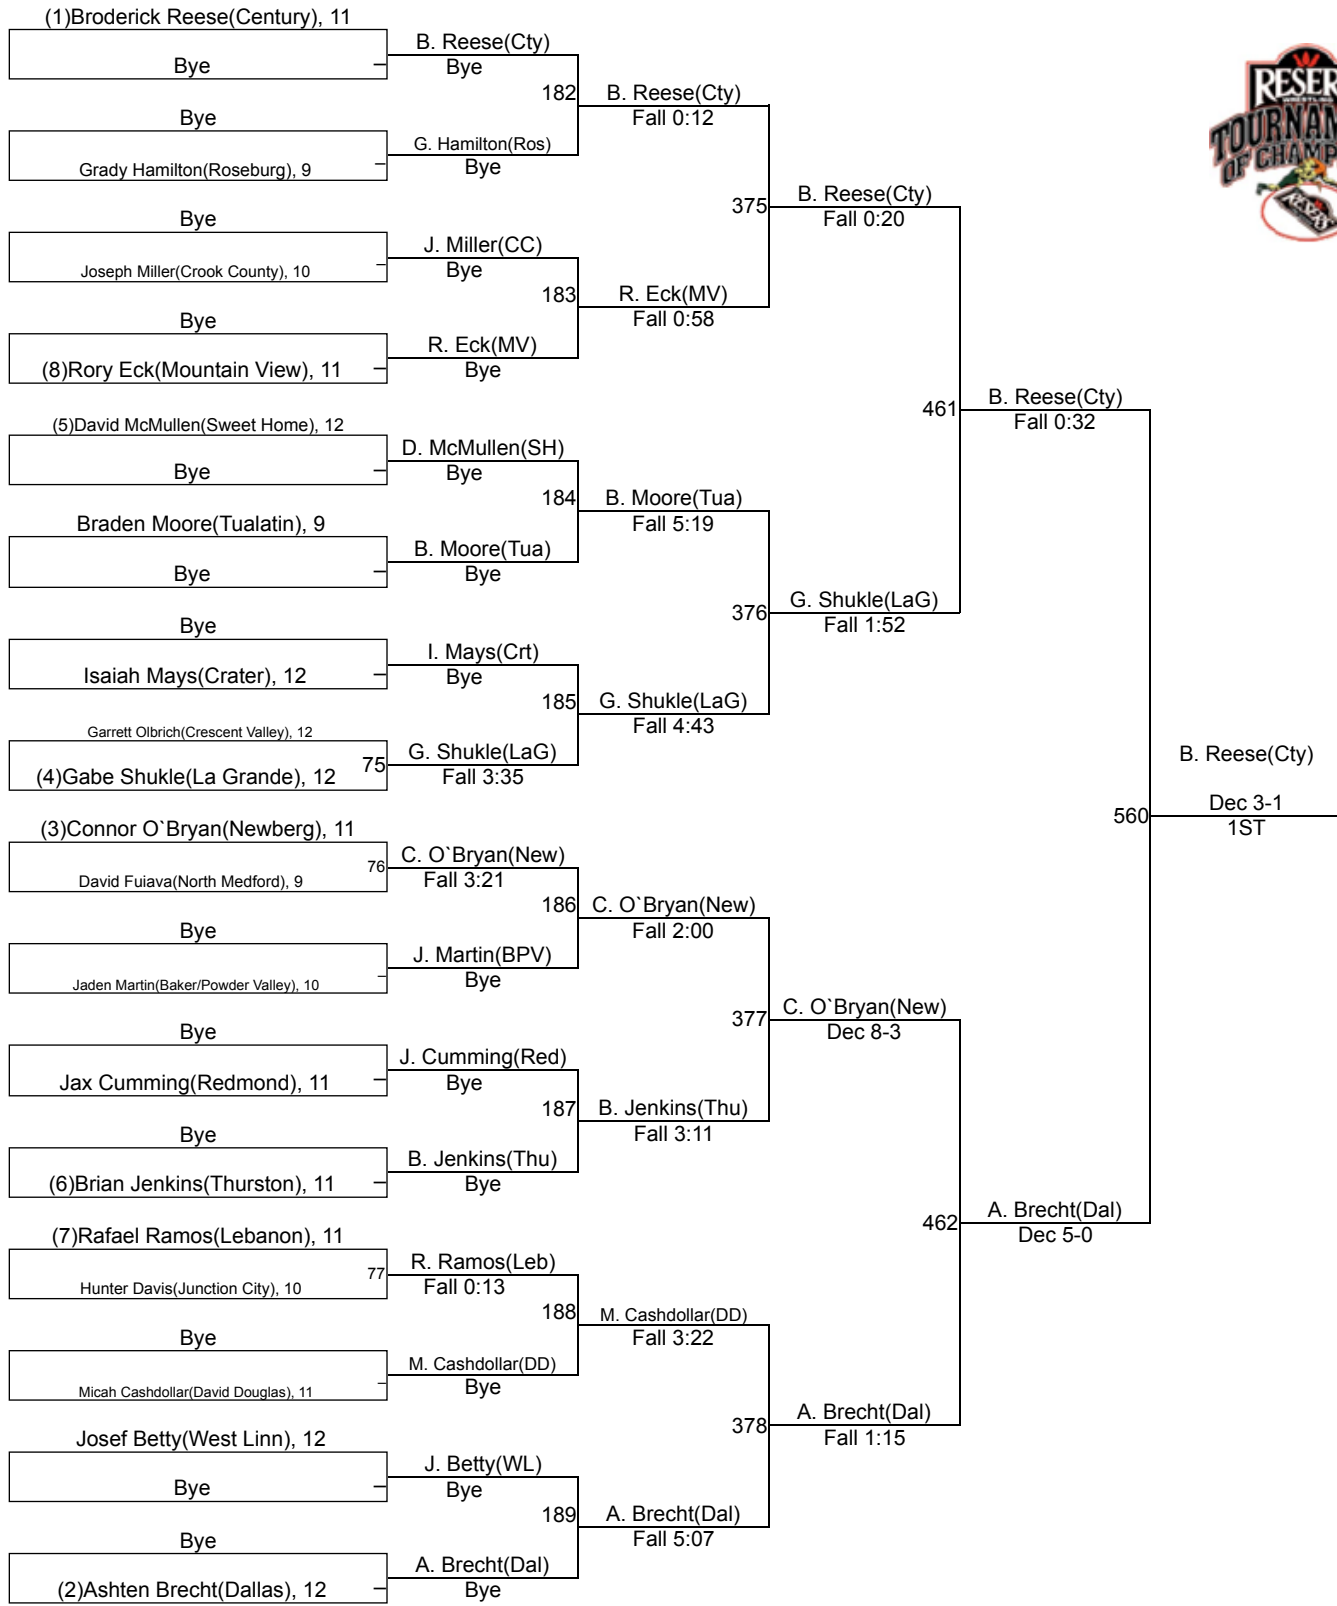 (1)Broderick Reese(Century), 11
Bye
Bye
Grady Hamilton(Roseburg), 9
Bye
Joseph Miller(Crook County), 10
Bye
(8)Rory Eck(Mountain View), 11
(5)David McMullen(Sweet Home), 12
Bye
Braden Moore(Tualatin), 9
Bye
Bye
Isaiah Mays(Crater), 12
Garrett Olbrich(Crescent Valley), 12
75
(4)Gabe Shukle(La Grande), 12
(3)Connor O`Bryan(Newberg), 11
76
David Fuiava(North Medford), 9
Bye
Jaden Martin(Baker/Powder Valley), 10
Bye
Jax Cumming(Redmond), 11
Bye
(6)Brian Jenkins(Thurston), 11
(7)Rafael Ramos(Lebanon), 11
77
Hunter Davis(Junction City), 10
Bye
Micah Cashdollar(David Douglas), 11
Josef Betty(West Linn), 12
Bye
Bye
(2)Ashten Brecht(Dallas), 12
B. Reese(Cty)
Bye
182
G. Hamilton(Ros)
Bye
J. Miller(CC)
Bye
183
R. Eck(MV)
Bye
D. McMullen(SH)
Bye
184
B. Moore(Tua)
Bye
I. Mays(Crt)
Bye
185
G. Shukle(LaG)
Fall 3:35
C. O`Bryan(New)
Fall 3:21
186
J. Martin(BPV)
Bye
J. Cumming(Red)
Bye
187
B. Jenkins(Thu)
Bye
R. Ramos(Leb)
Fall 0:13
188
M. Cashdollar(DD)
Bye
J. Betty(WL)
Bye
189
A. Brecht(Dal)
Bye
B. Reese(Cty)
Fall 0:12
375
R. Eck(MV)
Fall 0:58
B. Moore(Tua)
Fall 5:19
376
G. Shukle(LaG)
Fall 4:43
C. O`Bryan(New)
Fall 2:00
377
B. Jenkins(Thu)
Fall 3:11
M. Cashdollar(DD)
Fall 3:22
378
A. Brecht(Dal)
Fall 5:07
B. Reese(Cty)
Fall 0:20
461
G. Shukle(LaG)
Fall 1:52
C. O`Bryan(New)
Dec 8-3
462
A. Brecht(Dal)
Fall 1:15
B. Reese(Cty)
Fall 0:32
560
A. Brecht(Dal)
Dec 5-0
B. Reese(Cty)
Dec 3-1
1ST
RESER
TOURNAM
OF CHAMP
RESERS